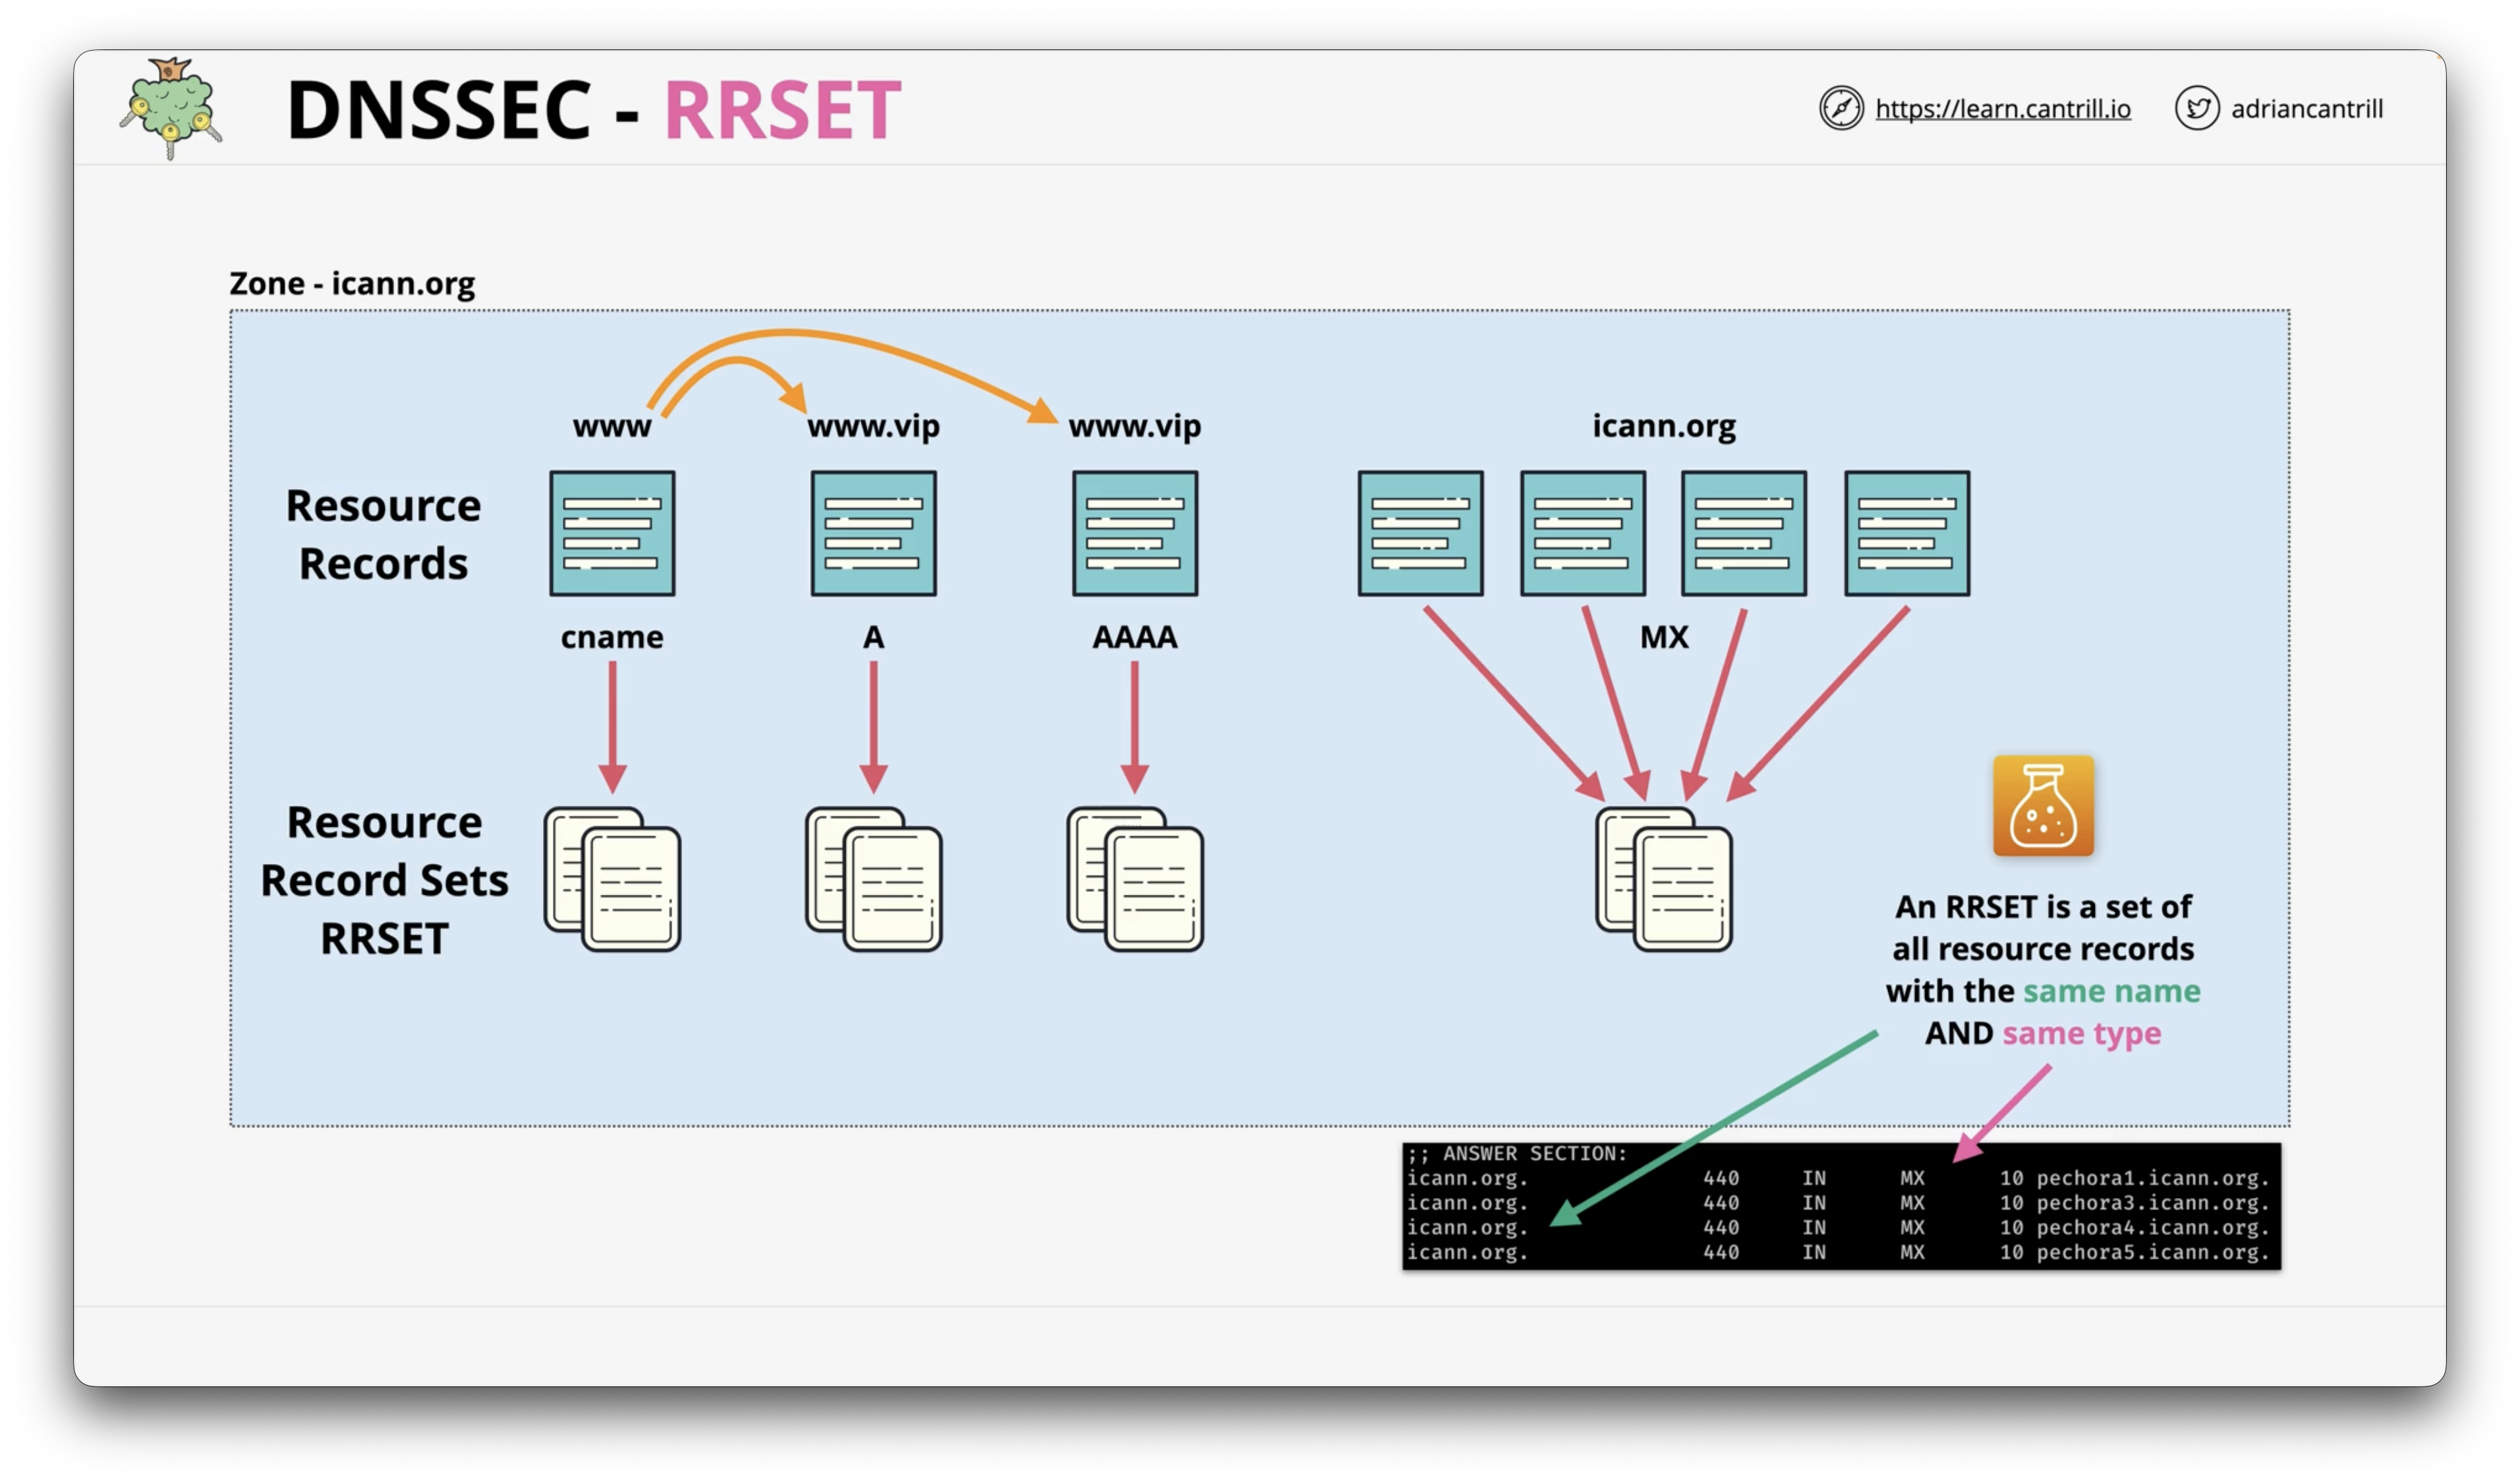 DNSSEC - RRSET
https://learn.cantrill.io
adriancantrill
Zone - icann.org
www
www.vip
www.vip
icann.org
Resource
Records
cname
A
AAAA
MX
Resource
Record Sets
RRSET
An RRSET is a set of
all resource records
with the same name
AND same type
;; ANSWER SECTION:
icann.org. 440 IN MX 10 pechora1.icann.org.
icann.org. 440 IN MX 10 pechora3.icann.org.
icann.org. 440 IN MX 10 pechora4.icann.org.
icann.org. 440 IN MX 10 pechora5.icann.org.